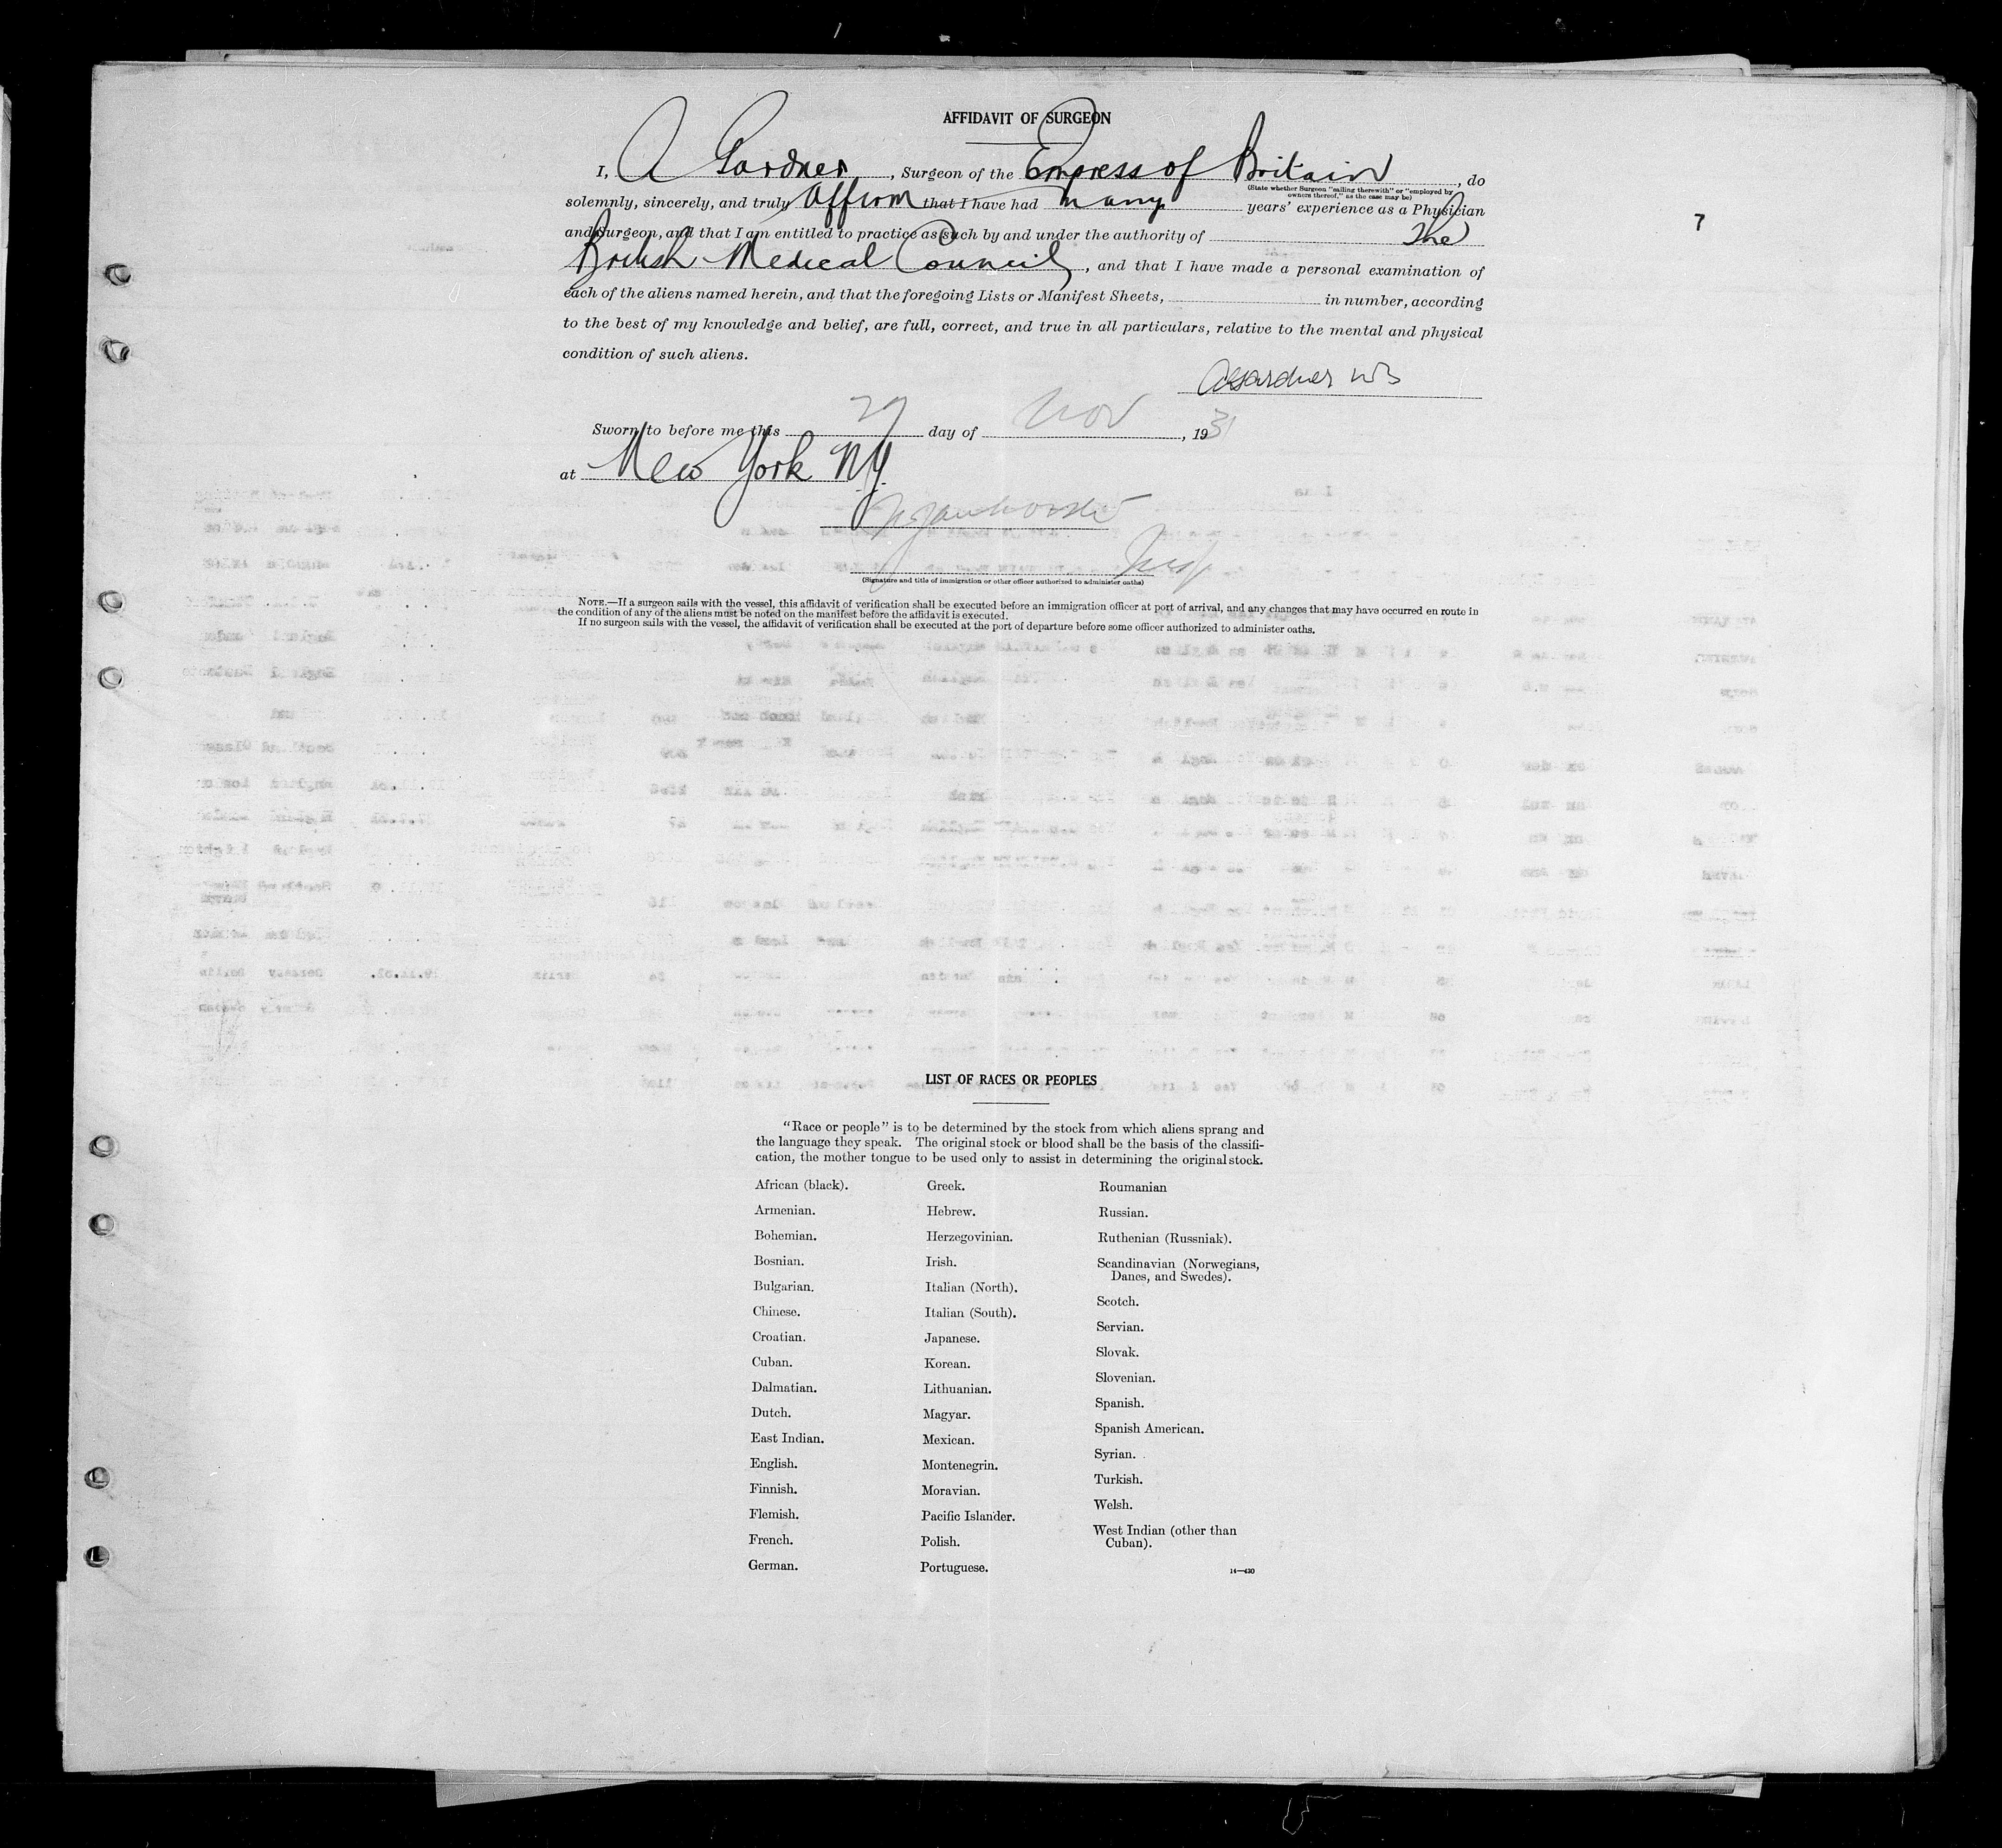 AFFIDAVIT OF SURGEON
I, A Gardner, Surgeon of the Empress of Britain, do
(State whether Surgeon "sailing therewith" or "employed by
owners thereof," as the case may be)
solemnly, sincerely, and truly Affirm that I have had many years' experience as a Physician
and Surgeon, and that I am entitled to practice as such by and under the authority of The
British Medical Council, and that I have made a personal examination of
each of the aliens named herein, and that the foregoing Lists or Manifest Sheets, in number, according
to the best of my knowledge and belief, are full, correct, and true in all particulars, relative to the mental and physical
condition of such aliens.
7
A Gardner
Sworn to before me this 29 day of Nov, 1931
at New York NY
Insp
(Signature and title of immigration or other officer authorized to administer oaths)
NOTE.—If a surgeon sails with the vessel, this affidavit of verification shall be executed before an immigration officer at port of arrival, and any changes that may have occurred en route in
the condition of any of the aliens must be noted on the manifest before the affidavit is executed.
If no surgeon sails with the vessel, the affidavit of verification shall be executed at the port of departure before some officer authorized to administer oaths.
LIST OF RACES OR PEOPLES
"Race or people" is to be determined by the stock from which aliens sprang and
the language they speak. The original stock or blood shall be the basis of the classifi-
cation, the mother tongue to be used only to assist in determining the original stock.
African (black).
Armenian.
Bohemian.
Bosnian.
Bulgarian.
Chinese.
Croatian.
Cuban.
Dalmatian.
Dutch.
East Indian.
English.
Finnish.
Flemish.
French.
German.
Greek.
Hebrew.
Herzegovinian.
Irish.
Italian (North).
Italian (South).
Japanese.
Korean.
Lithuanian.
Magyar.
Mexican.
Montenegrin.
Moravian.
Pacific Islander.
Polish.
Portuguese.
Roumanian
Russian.
Ruthenian (Russniak).
Scandinavian (Norwegians,
Danes, and Swedes).
Scotch.
Servian.
Slovak.
Slovenian.
Spanish.
Spanish American.
Syrian.
Turkish.
Welsh.
West Indian (other than
Cuban).
14—430